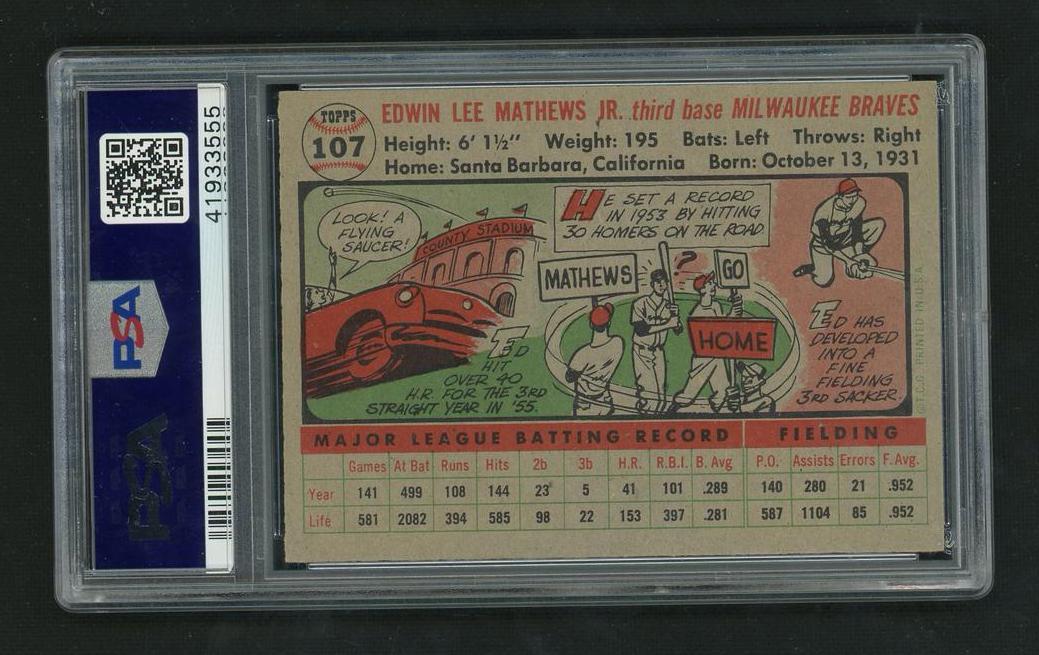 41933555
PSA
PSA
TOPPS
107
EDWIN LEE MATHEWS JR. third base MILWAUKEE BRAVES
Height: 6' 1½" Weight: 195 Bats: Left Throws: Right
Home: Santa Barbara, California Born: October 13, 1931
LOOK! A
FLYING
SAUCER!
COUNTY STADIUM
ED
HIT
OVER 40
H.R. FOR THE 3RD
STRAIGHT YEAR IN '55.
HE SET A RECORD
IN 1953 BY HITTING
30 HOMERS ON THE ROAD
MATHEWS
?
GO
HOME
ED HAS
DEVELOPED
INTO A
FINE
FIELDING
3RD SACKER.
©T.C.G. PRINTED IN U.S.A.
MAJOR LEAGUE BATTING RECORD FIELDING
Games At Bat Runs Hits 2b 3b H.R. R.B.I. B. Avg P.O. Assists Errors F. Avg.
Year 141 499 108 144 23 5 41 101 .289 140 280 21 .952
Life 581 2082 394 585 98 22 153 397 .281 587 1104 85 .952